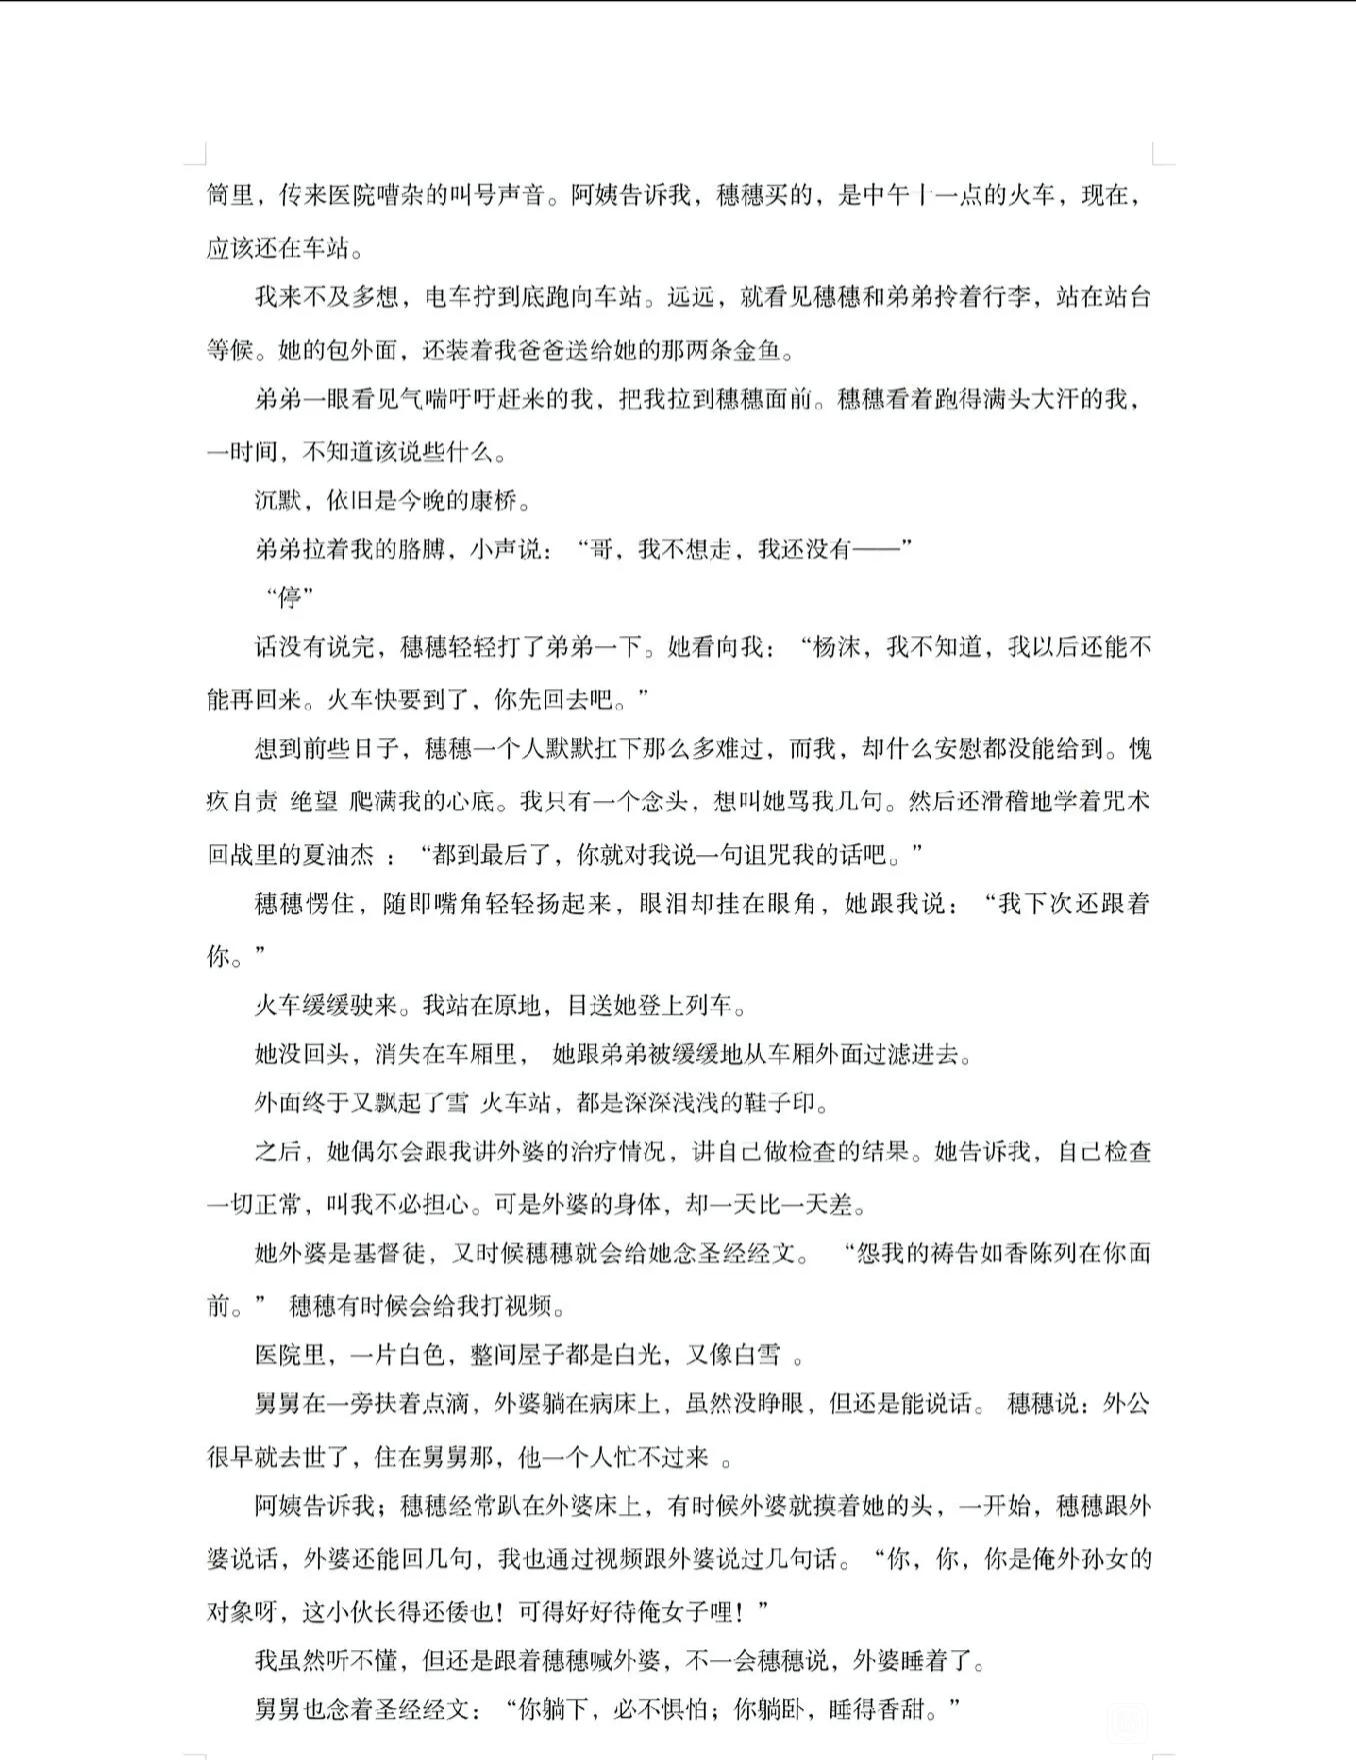 筒里，传来医院嘈杂的叫号声音。阿姨告诉我，穗穗买的，是中午十一点的火车，现在，
应该还在车站。
我来不及多想，电车拧到底跑向车站。远远，就看见穗穗和弟弟拎着行李，站在站台
等候。她的包外面，还装着我爸爸送给她的那两条金鱼。
弟弟一眼看见气喘吁吁赶来的我，把我拉到穗穗面前。穗穗看着跑得满头大汗的我，
一时间，不知道该说些什么。
沉默，依旧是今晚的康桥。
弟弟拉着我的胳膊，小声说：“哥，我不想走，我还没有——”
“停”
话没有说完，穗穗轻轻打了弟弟一下。她看向我：“杨沫，我不知道，我以后还能不
能再回来。火车快要到了，你先回去吧。”
想到前些日子，穗穗一个人默默扛下那么多难过，而我，却什么安慰都没能给到。愧
疚自责 绝望 爬满我的心底。我只有一个念头，想叫她骂我几句。然后还滑稽地学着咒术
回战里的夏油杰 ：“都到最后了，你就对我说一句诅咒我的话吧。”
穗穗愣住，随即嘴角轻轻扬起来，眼泪却挂在眼角，她跟我说：“我下次还跟着
你。”
火车缓缓驶来。我站在原地，目送她登上列车。
她没回头，消失在车厢里， 她跟弟弟被缓缓地从车厢外面过滤进去。
外面终于又飘起了雪 火车站，都是深深浅浅的鞋子印。
之后，她偶尔会跟我讲外婆的治疗情况，讲自己做检查的结果。她告诉我，自己检查
一切正常，叫我不必担心。可是外婆的身体，却一天比一天差。
她外婆是基督徒，又时候穗穗就会给她念圣经经文。 “怨我的祷告如香陈列在你面
前。” 穗穗有时候会给我打视频。
医院里，一片白色，整间屋子都是白光，又像白雪 。
舅舅在一旁扶着点滴，外婆躺在病床上，虽然没睁眼，但还是能说话。 穗穗说：外公
很早就去世了，住在舅舅那，他一个人忙不过来 。
阿姨告诉我；穗穗经常趴在外婆床上，有时候外婆就摸着她的头，一开始，穗穗跟外
婆说话，外婆还能回几句，我也通过视频跟外婆说过几句话。“你，你，你是俺外孙女的
对象呀，这小伙长得还倭也！可得好好待俺女子哩！”
我虽然听不懂，但还是跟着穗穗喊外婆，不一会穗穗说，外婆睡着了。
舅舅也念着圣经经文：“你躺下，必不惧怕；你躺卧，睡得香甜。”